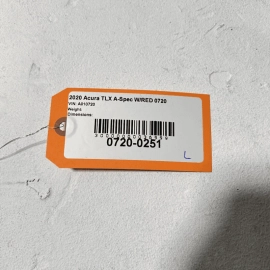 2020 Acura TLX A-Spec W/RED 0720
VIN: A010720
Weight:
Dimensions:
0720-0251
L